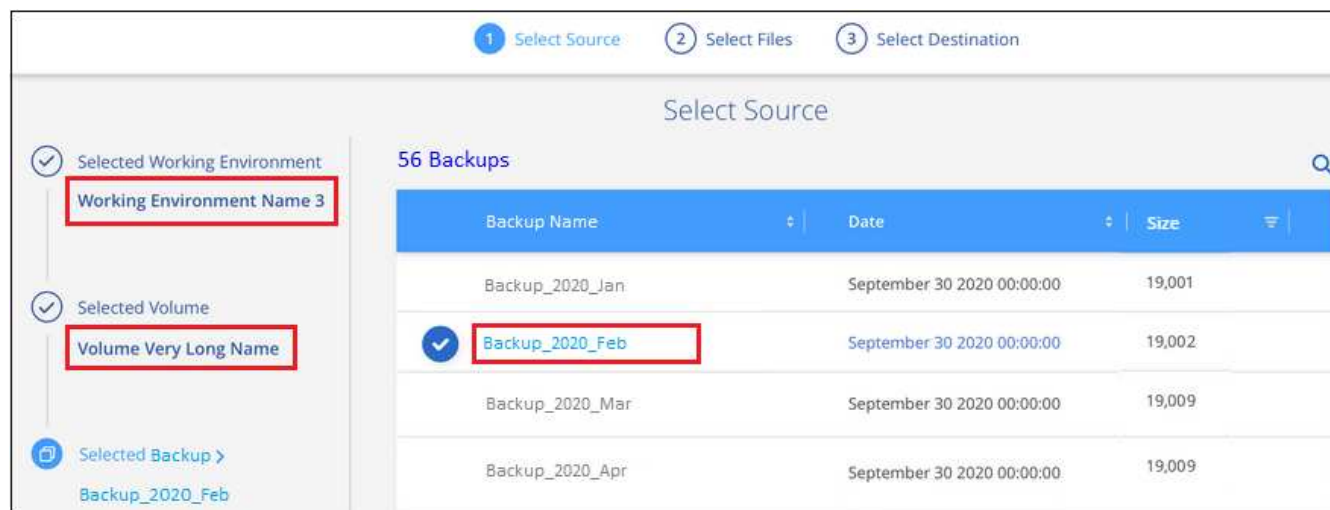 1 Select Source 2 Select Files 3 Select Destination
Select Source
Selected Working Environment
Working Environment Name 3
Selected Volume
Volume Very Long Name
Selected Backup >
Backup_2020_Feb
56 Backups
Backup Name Date Size
Backup_2020_Jan September 30 2020 00:00:00 19,001
Backup_2020_Feb September 30 2020 00:00:00 19,002
Backup_2020_Mar September 30 2020 00:00:00 19,009
Backup_2020_Apr September 30 2020 00:00:00 19,009